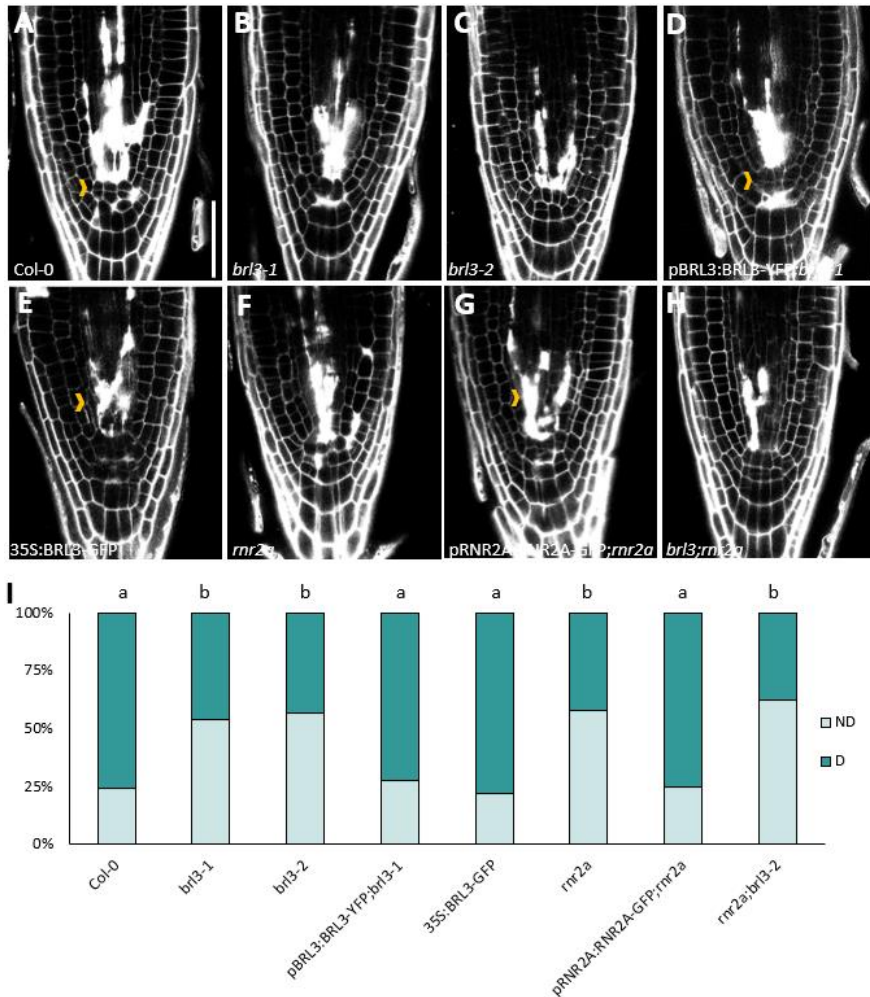 A
B
C
D
Col-0
brl3-1
brl3-2
pBRL3:BRL3-YFP;
E
F
G
H
35S:BRL3-GFP
rnr2a
pRNR2A:RNR2A-GFP;rnr2a
brl3;rnr2a
I
a b b a a b a b
100%
75%
50%
25%
0%
ND
D
Col-0
brl3-1
brl3-2
pBRL3:BRL3-YFP;brl3-1
35S:BRL3-GFP
rnr2a
pRNR2A:RNR2A-GFP;rnr2a
rnr2a;brl3-2